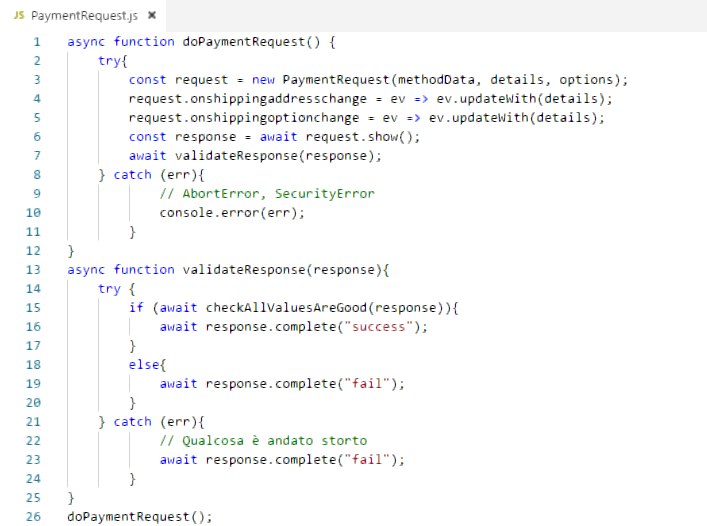 JS PaymentRequest.js ✖
1 async function doPaymentRequest() {
2 try{
3 const request = new PaymentRequest(methodData, details, options);
4 request.onshippingaddresschange = ev => ev.updateWith(details);
5 request.onshippingoptionchange = ev => ev.updateWith(details);
6 const response = await request.show();
7 await validateResponse(response);
8 } catch (err){
9 // AbortError, SecurityError
10 console.error(err);
11 }
12 }
13 async function validateResponse(response){
14 try {
15 if (await checkAllValuesAreGood(response)){
16 await response.complete("success");
17 }
18 else{
19 await response.complete("fail");
20 }
21 } catch (err){
22 // Qualcosa è andato storto
23 await response.complete("fail");
24 }
25 }
26 doPaymentRequest();